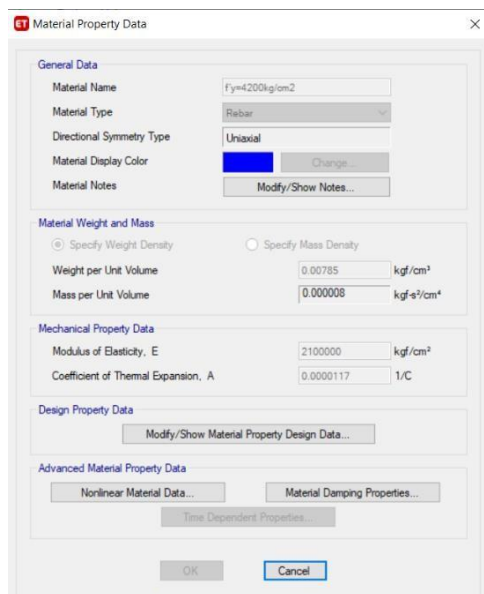 ET Material Property Data
General Data
Material Name f'y=4200kg/cm2
Material Type Rebar
Directional Symmetry Type Uniaxial
Material Display Color Change...
Material Notes Modify/Show Notes...
Material Weight and Mass
Specify Weight Density Specify Mass Density
Weight per Unit Volume 0.00785 kgf/cm³
Mass per Unit Volume 0.000008 kgf-s²/cm⁴
Mechanical Property Data
Modulus of Elasticity, E 2100000 kgf/cm²
Coefficient of Thermal Expansion, A 0.0000117 1/C
Design Property Data
Modify/Show Material Property Design Data...
Advanced Material Property Data
Nonlinear Material Data... Material Damping Properties...
Time Dependent Properties...
OK Cancel